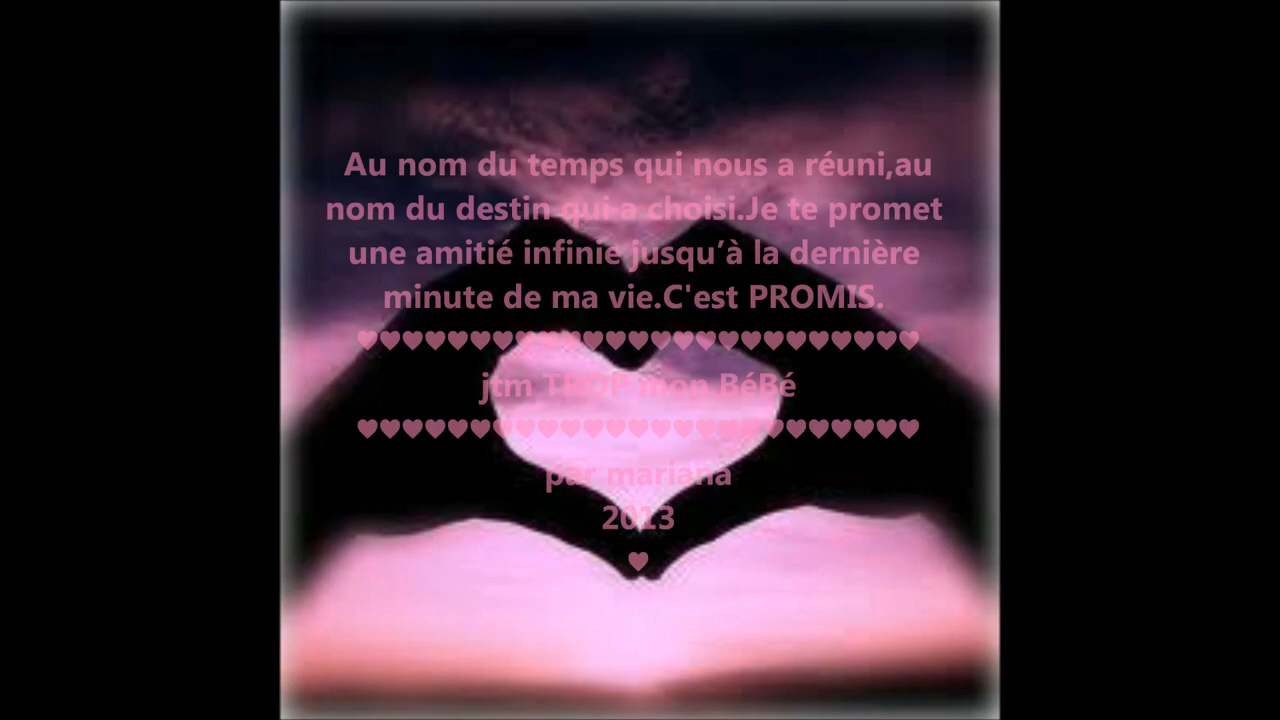 Au nom du temps qui nous a réuni,au
nom du destin qui a choisi.Je te promet
une amitié infinie jusqu’à la dernière
minute de ma vie.C'est PROMIS.
♥♥♥♥♥♥♥♥♥♥♥♥♥♥♥♥♥♥♥♥♥♥♥♥♥
jtm TROP mon BéBé
♥♥♥♥♥♥♥♥♥♥♥♥♥♥♥♥♥♥♥♥♥♥♥♥♥
par mariana
2013
♥